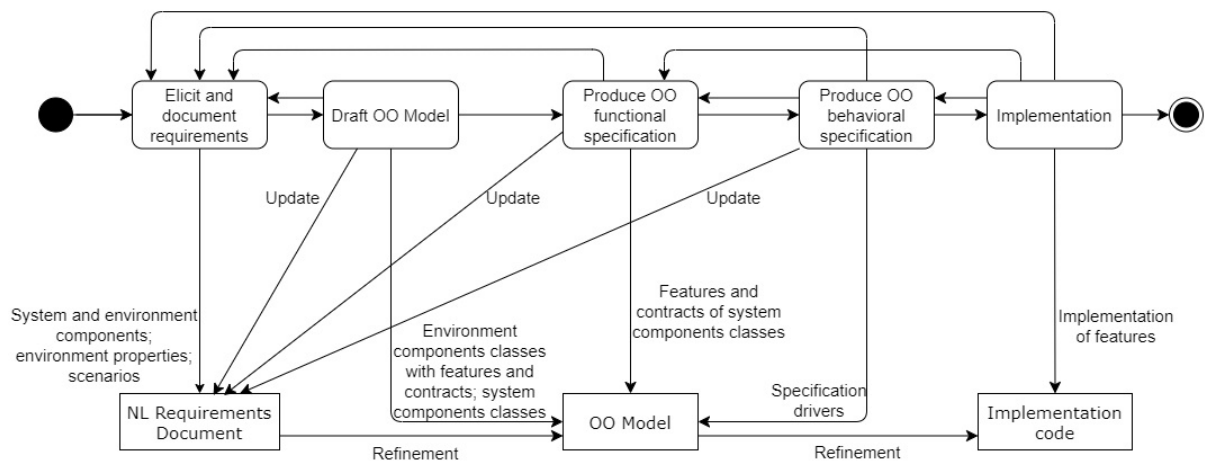 Elicit and
document
requirements
Draft OO Model
Produce OO
functional
specification
Produce OO
behavioral
specification
Implementation
Update
Update
Update
System and environment
components;
environment properties;
scenarios
Environment
components classes
with features and
contracts; system
components classes
Features and
contracts of system
components classes
Specification
drivers
Implementation
of features
NL Requirements
Document
OO Model
Implementation
code
Refinement
Refinement